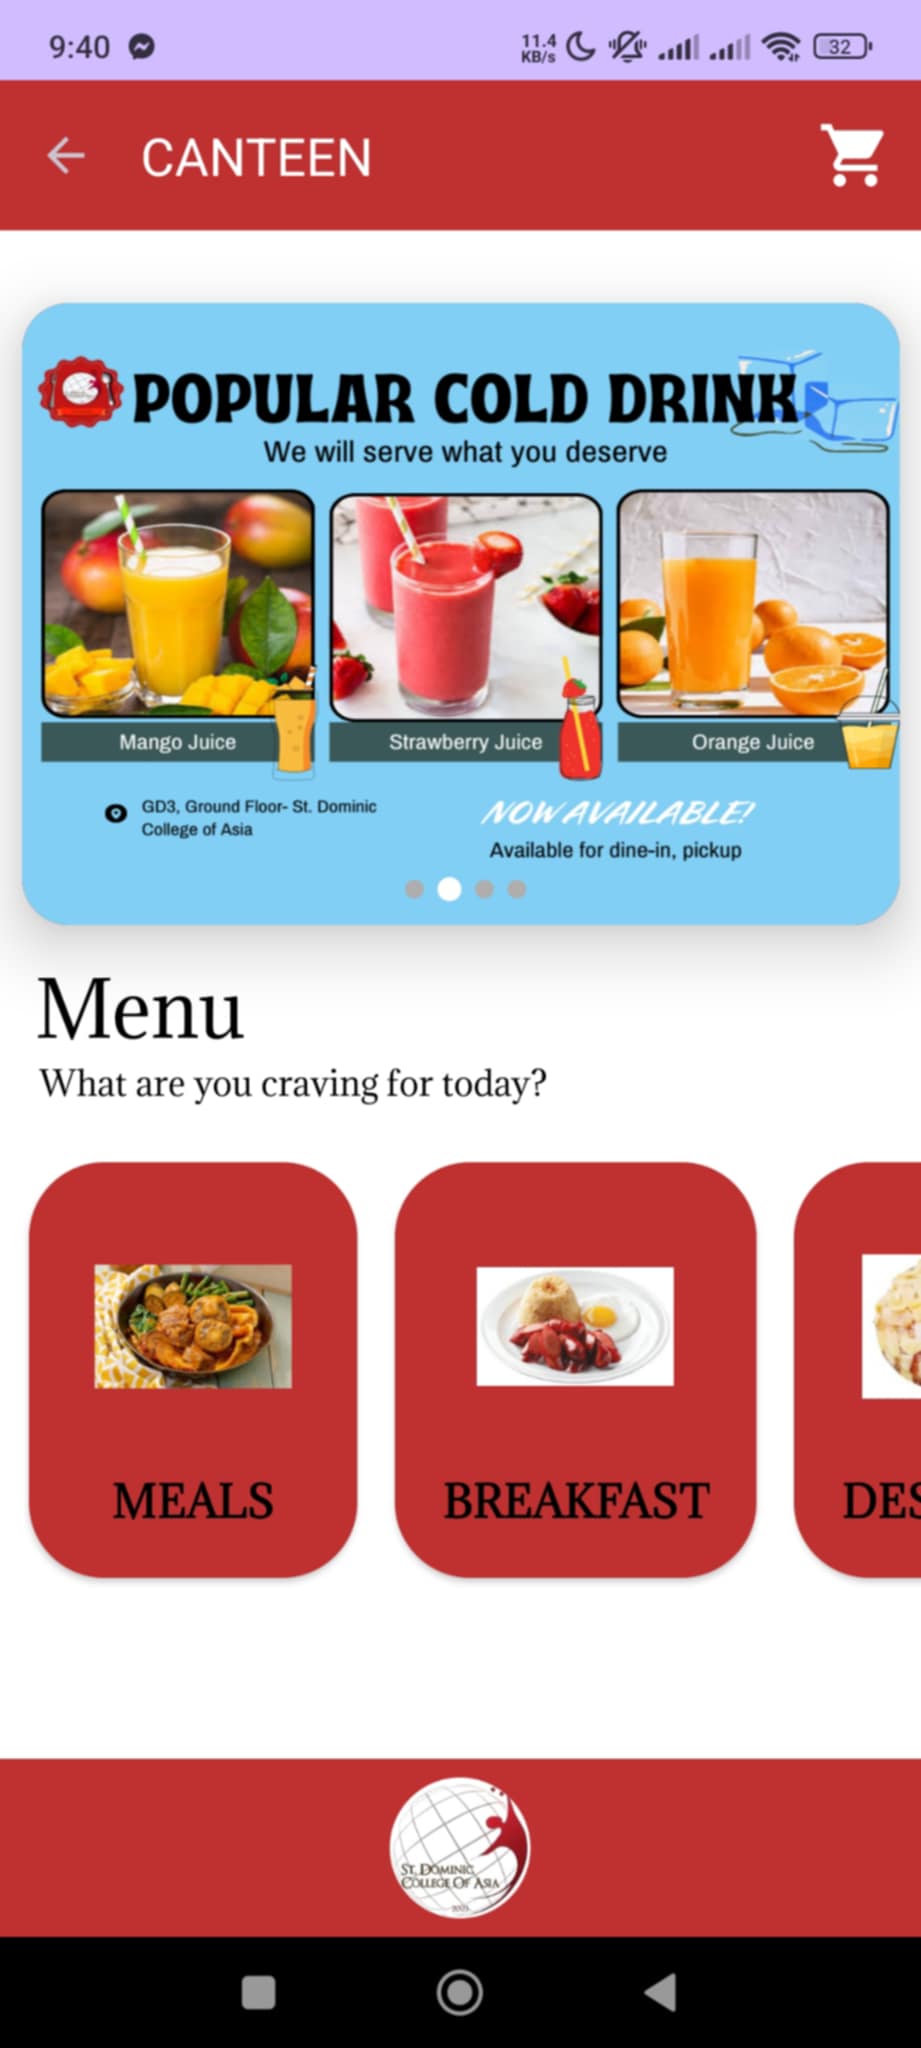 9:40
11.4
KB/s
32
CANTEEN
POPULAR COLD DRINK
We will serve what you deserve
Mango Juice
Strawberry Juice
Orange Juice
GD3, Ground Floor- St. Dominic
College of Asia
NOW AVAILABLE!
Available for dine-in, pickup
Menu
What are you craving for today?
MEALS
BREAKFAST
DES
ST. DOMINIC
COLLEGE OF ASIA